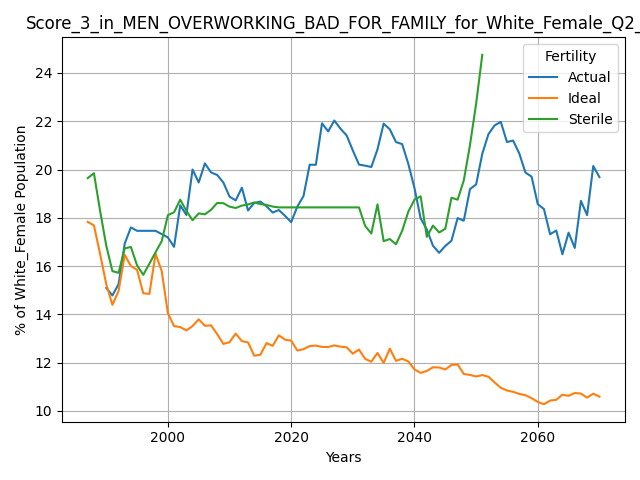 Score_3_in_MEN_OVERWORKING_BAD_FOR_FAMILY_for_White_Female_Q2_
Fertility
Actual
Ideal
Sterile
% of White_Female Population
24
22
20
18
16
14
12
10
2000
2020
2040
2060
Years